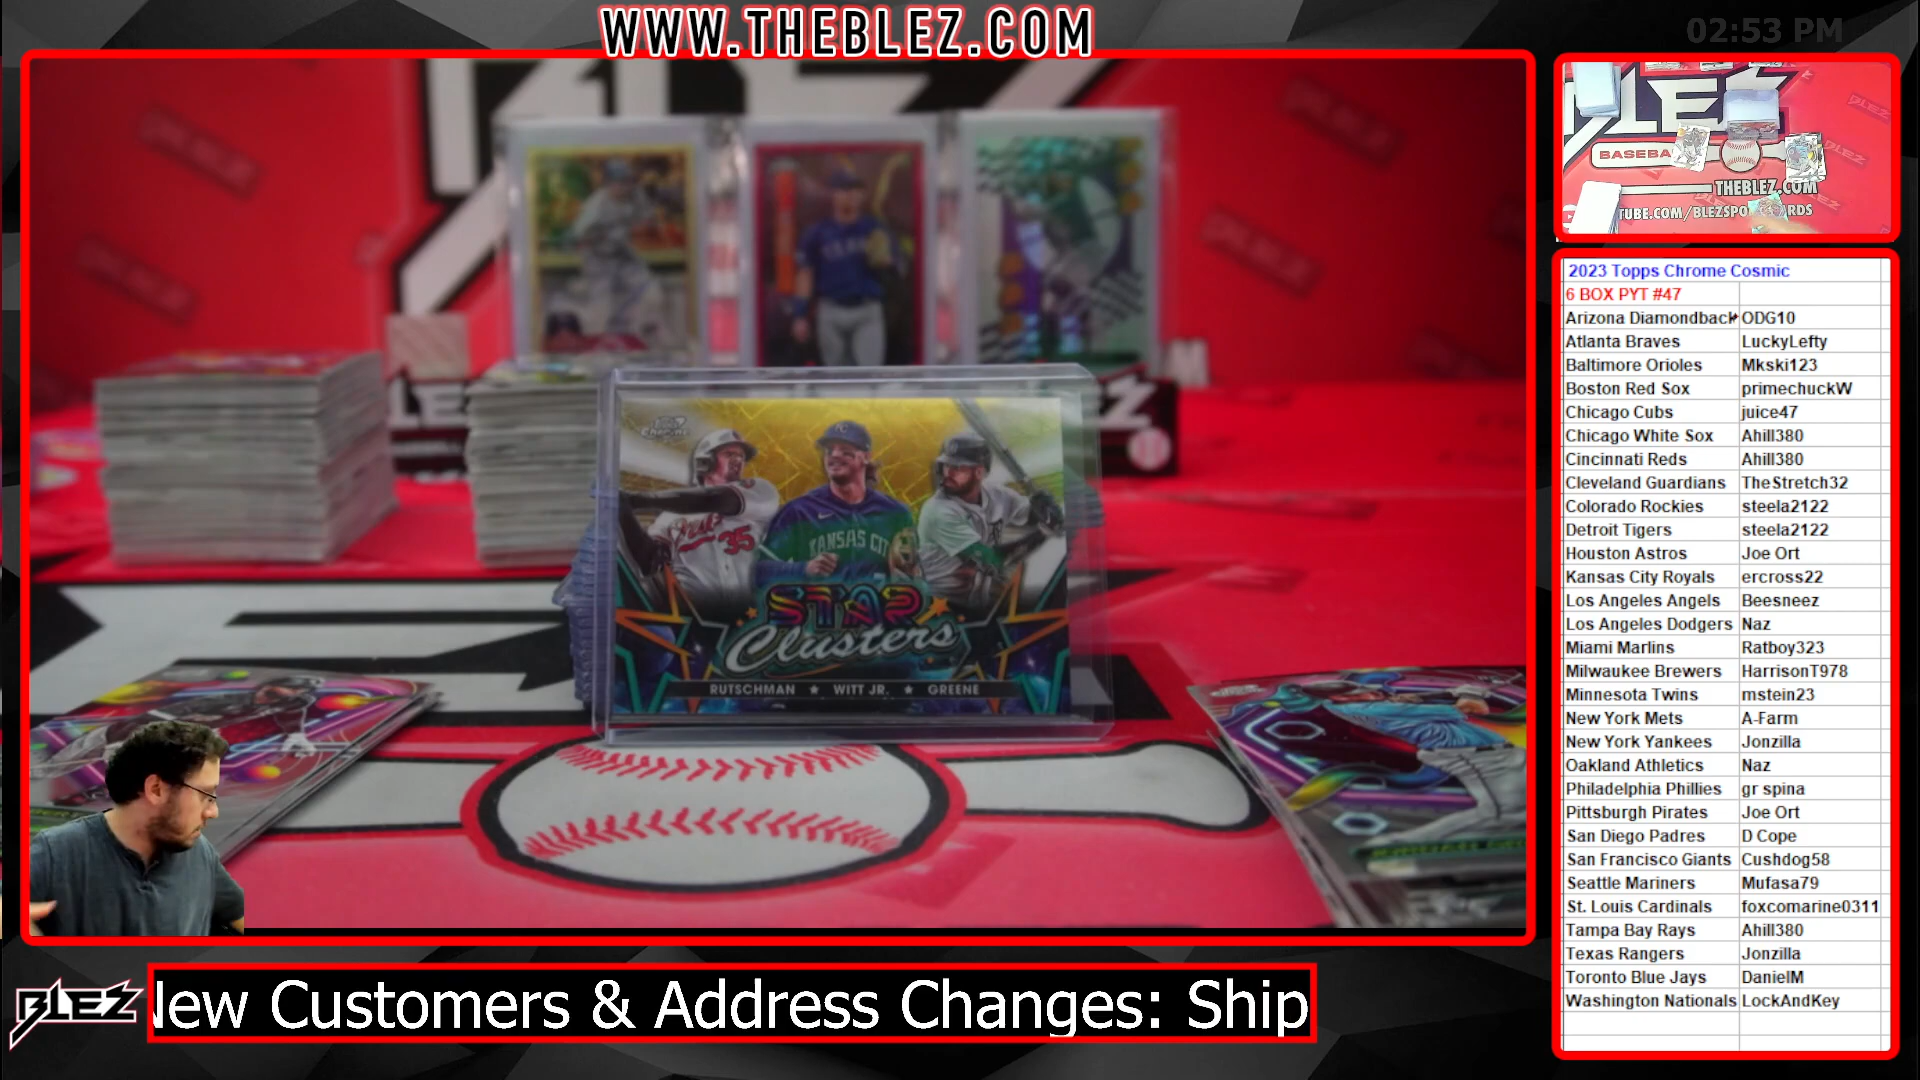 WWW.THEBLEZ.COM
02:53 PM
BLEZ
BASEBA
THEBLEZ.COM
TUBE.COM/BLEZSPO RDS
2023 Topps Chrome Cosmic
6 BOX PYT #47
Arizona Diamondback ODG10
Atlanta Braves LuckyLefty
Baltimore Orioles Mkski123
Boston Red Sox primechuckW
Chicago Cubs juice47
Chicago White Sox Ahill380
Cincinnati Reds Ahill380
Cleveland Guardians TheStretch32
Colorado Rockies steela2122
Detroit Tigers steela2122
Houston Astros Joe Ort
Kansas City Royals ercross22
Los Angeles Angels Beesneez
Los Angeles Dodgers Naz
Miami Marlins Ratboy323
Milwaukee Brewers HarrisonT978
Minnesota Twins mstein23
New York Mets A-Farm
New York Yankees Jonzilla
Oakland Athletics Naz
Philadelphia Phillies gr spina
Pittsburgh Pirates Joe Ort
San Diego Padres D Cope
San Francisco Giants Cushdog58
Seattle Mariners Mufasa79
St. Louis Cardinals foxcomarine0311
Tampa Bay Rays Ahill380
Texas Rangers Jonzilla
Toronto Blue Jays DanielM
Washington Nationals LockAndKey
KANSAS CIT
35
STAR
Clusters
RUTSCHMAN ★ WITT JR. ★ GREENE
BLEZ
New Customers & Address Changes: Ship